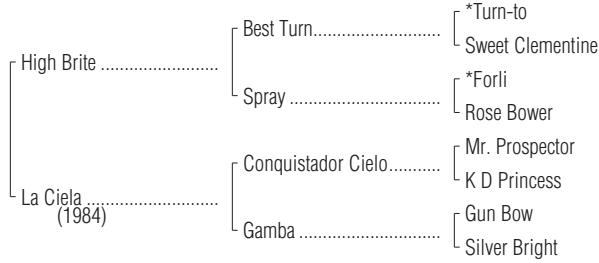 *Turn-to
Best Turn..................
Sweet Clementine
High Brite ........................
*Forli
Spray ...............................
Rose Bower
Mr. Prospector
Conquistador Cielo...........
K D Princess
La Ciela ...........................
(1984)
Gun Bow
Gamba .............................
Silver Bright